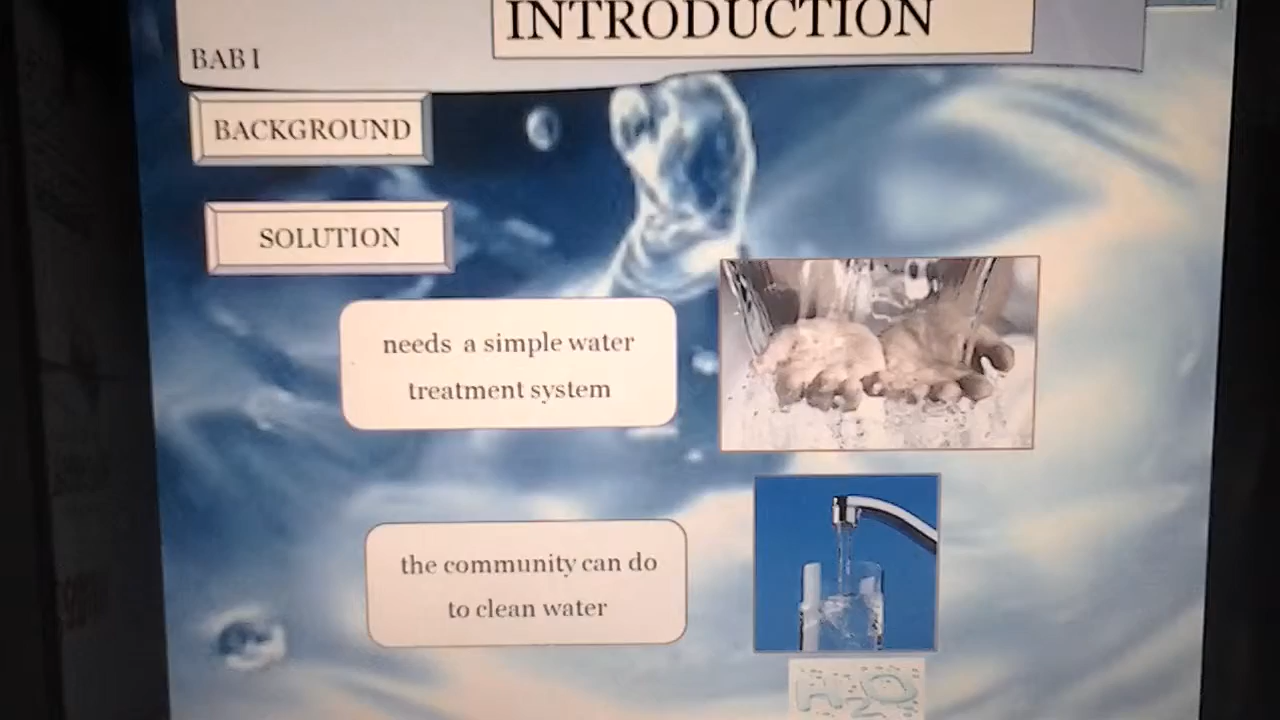 INTRODUCTION
BAB I
BACKGROUND
SOLUTION
needs a simple water
treatment system
the community can do
to clean water
H2O